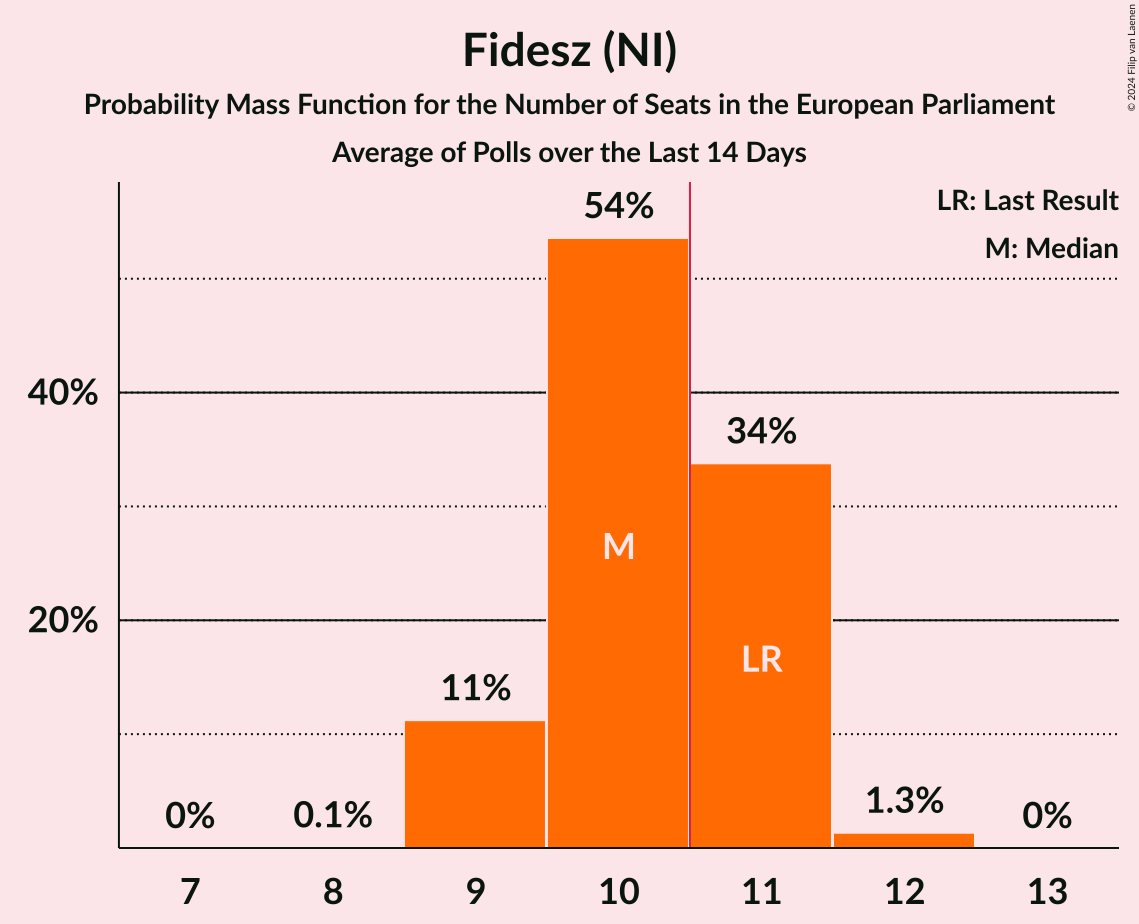 Fidesz (NI)
Probability Mass Function for the Number of Seats in the European Parliament
Average of Polls over the Last 14 Days
© 2024 Filip van Laenen
LR: Last Result
M: Median
54%
40%
34%
M
20%
LR
11%
0%
0.1%
1.3%
0%
7
8
9
10
11
12
13